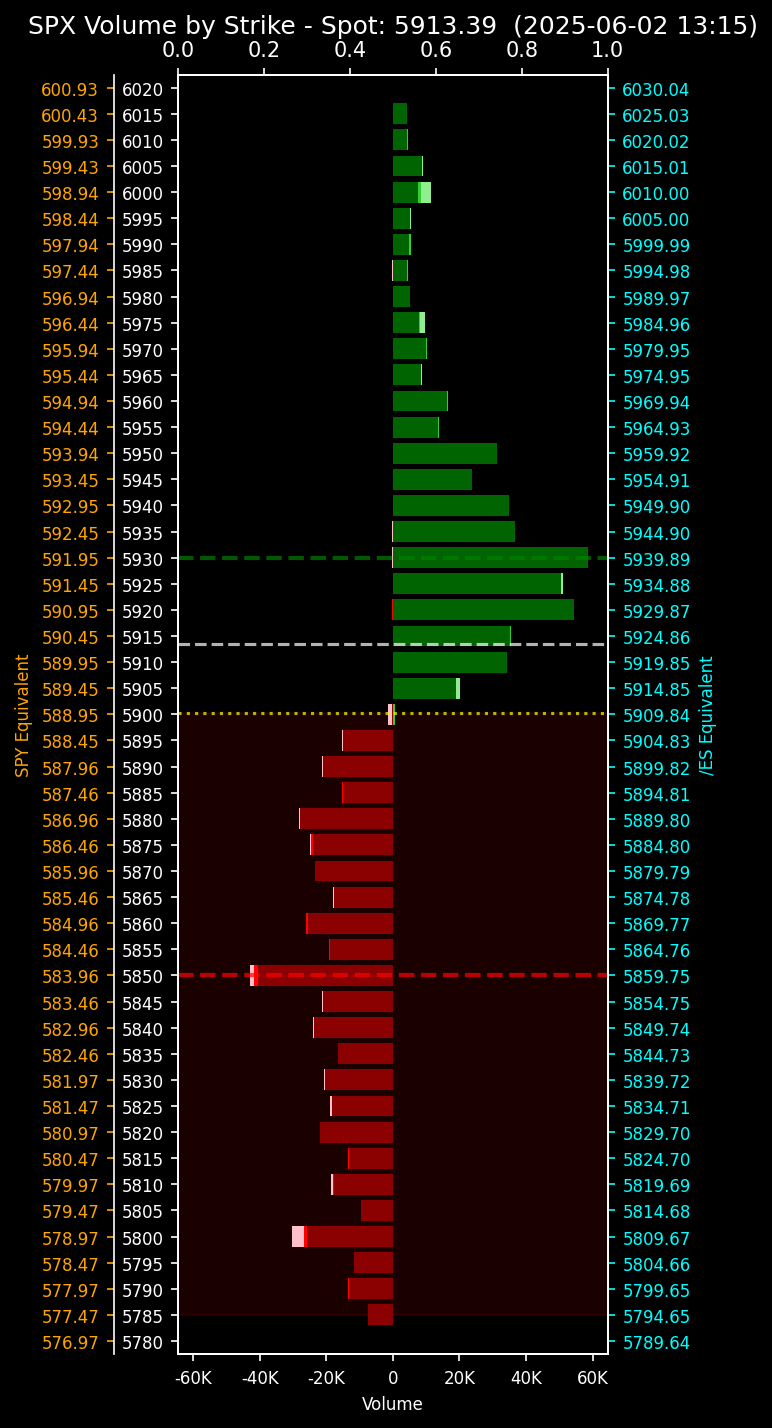 SPX Volume by Strike - Spot: 5913.39 (2025-06-02 13:15)
0.0 0.2 0.4 0.6 0.8 1.0
600.93 6020 6030.04
600.43 6015 6025.03
599.93 6010 6020.02
599.43 6005 6015.01
598.94 6000 6010.00
598.44 5995 6005.00
597.94 5990 5999.99
597.44 5985 5994.98
596.94 5980 5989.97
596.44 5975 5984.96
595.94 5970 5979.95
595.44 5965 5974.95
594.94 5960 5969.94
594.44 5955 5964.93
593.94 5950 5959.92
593.45 5945 5954.91
592.95 5940 5949.90
592.45 5935 5944.90
591.95 5930 5939.89
591.45 5925 5934.88
590.95 5920 5929.87
590.45 5915 5924.86
589.95 5910 5919.85
589.45 5905 5914.85
588.95 5900 5909.84
588.45 5895 5904.83
587.96 5890 5899.82
587.46 5885 5894.81
586.96 5880 5889.80
586.46 5875 5884.80
585.96 5870 5879.79
585.46 5865 5874.78
584.96 5860 5869.77
584.46 5855 5864.76
583.96 5850 5859.75
583.46 5845 5854.75
582.96 5840 5849.74
582.46 5835 5844.73
581.97 5830 5839.72
581.47 5825 5834.71
580.97 5820 5829.70
580.47 5815 5824.70
579.97 5810 5819.69
579.47 5805 5814.68
578.97 5800 5809.67
578.47 5795 5804.66
577.97 5790 5799.65
577.47 5785 5794.65
576.97 5780 5789.64
SPY Equivalent
/ES Equivalent
-60K -40K -20K 0 20K 40K 60K
Volume